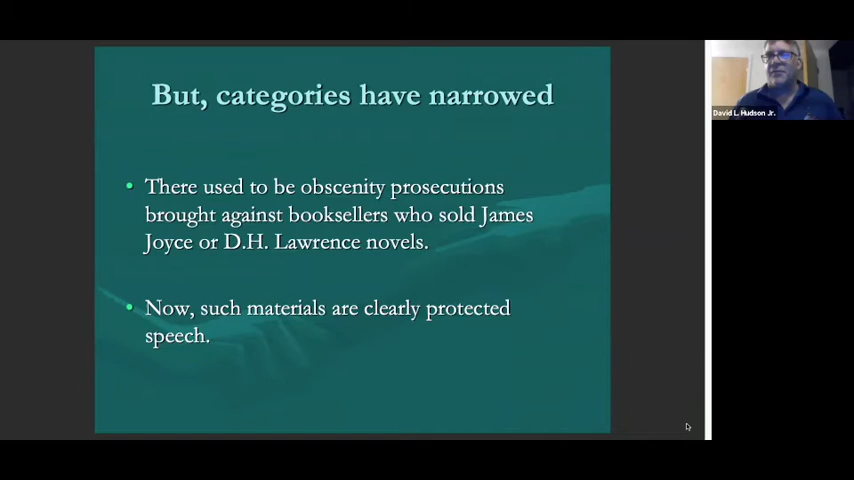 But, categories have narrowed
• There used to be obscenity prosecutions
brought against booksellers who sold James
Joyce or D.H. Lawrence novels.
• Now, such materials are clearly protected
speech.
David L. Hudson Jr.